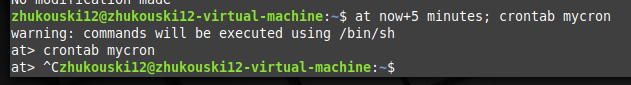 No modification made
zhukouski12@zhukouski12-virtual-machine:~$ at now+5 minutes; crontab mycron
warning: commands will be executed using /bin/sh
at> crontab mycron
at> ^Czhukouski12@zhukouski12-virtual-machine:~$